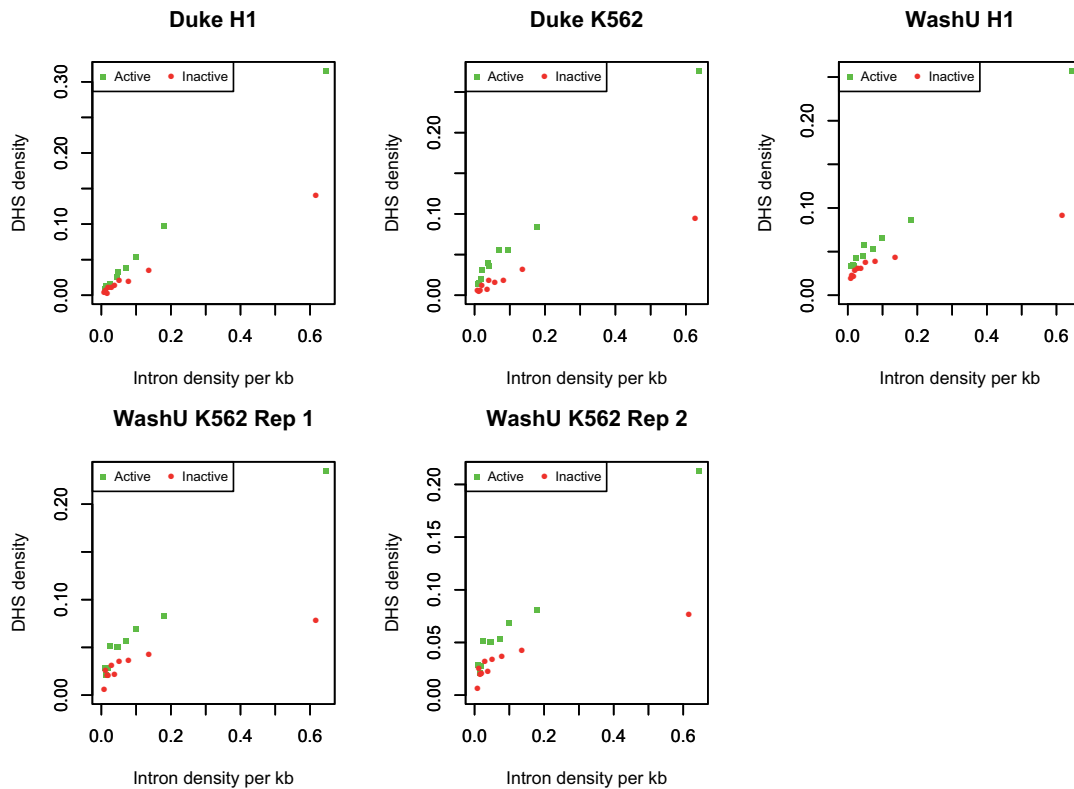 Duke H1
Active Inactive
DHS density
0.30
0.20
0.10
0.00
0.0 0.2 0.4 0.6
Intron density per kb
Duke K562
Active Inactive
DHS density
0.20
0.10
0.00
0.0 0.2 0.4 0.6
Intron density per kb
WashU H1
Active Inactive
DHS density
0.20
0.10
0.00
0.0 0.2 0.4 0.6
Intron density per kb
WashU K562 Rep 1
Active Inactive
DHS density
0.20
0.10
0.00
0.0 0.2 0.4 0.6
Intron density per kb
WashU K562 Rep 2
Active Inactive
DHS density
0.20
0.15
0.10
0.05
0.00
0.0 0.2 0.4 0.6
Intron density per kb